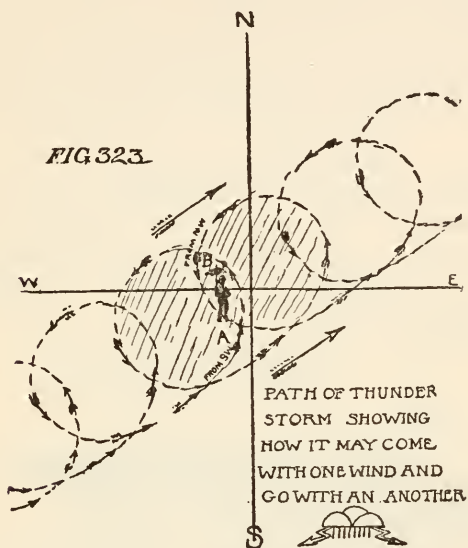 N
FIG 323
FROM NW
B
W
E
A
FROM SW
PATH OF THUNDER
STORM SHOWING
HOW IT MAY COME
WITH ONE WIND AND
GO WITH AN ANOTHER
S